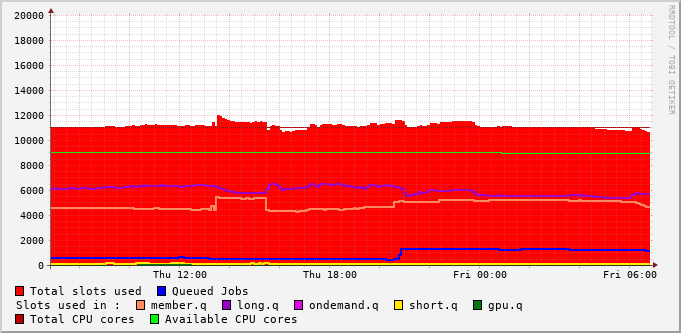 20000
18000
16000
14000
12000
10000
8000
6000
4000
2000
0
Thu 12:00 Thu 18:00 Fri 00:00 Fri 06:00
Total slots used Queued Jobs
Slots used in : member.q long.q ondemand.q short.q gpu.q
Total CPU cores Available CPU cores
RRDTOOL / TOBI OETIKER